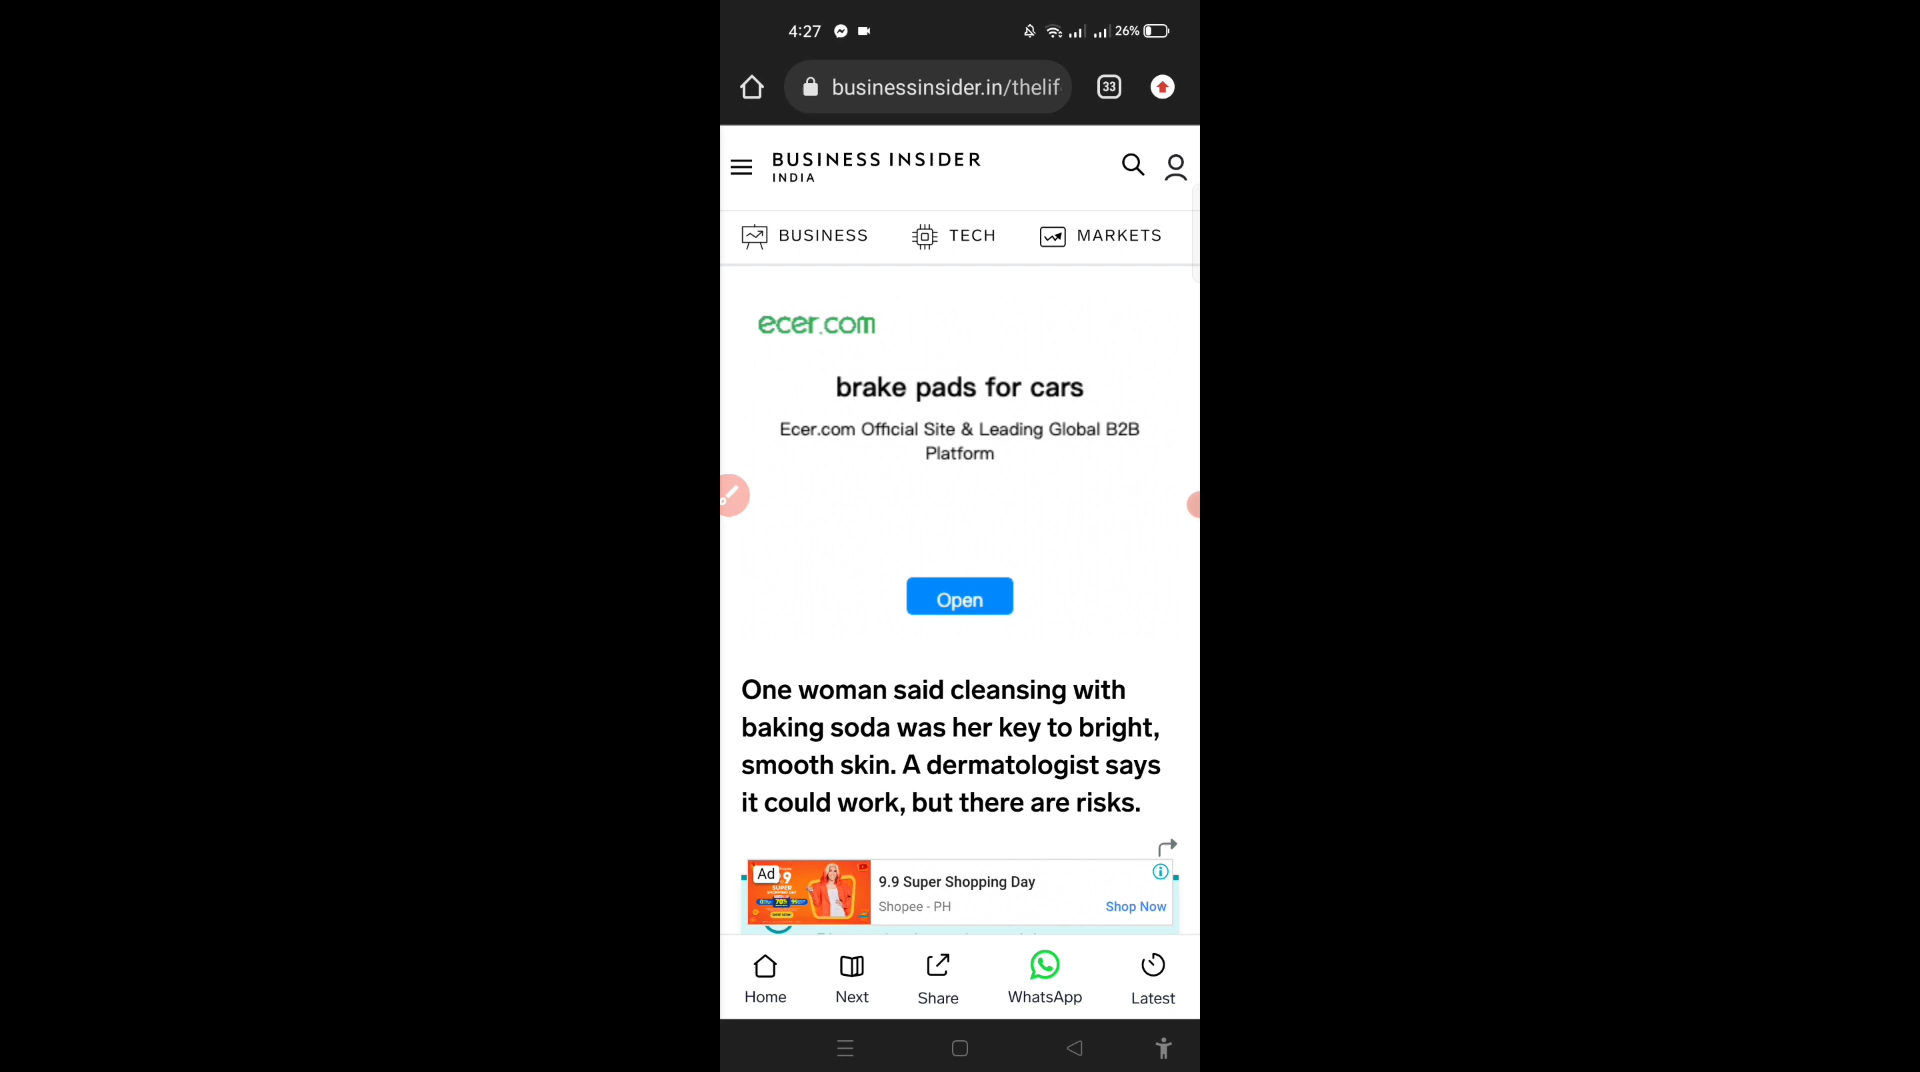 4:27
26%
businessinsider.in/thelif
33
BUSINESS INSIDER
INDIA
BUSINESS TECH MARKETS
ecer.com
brake pads for cars
Ecer.com Official Site & Leading Global B2B
Platform
Open
One woman said cleansing with
baking soda was her key to bright,
smooth skin. A dermatologist says
it could work, but there are risks.
Ad
9.9 Super Shopping Day
Shopee - PH
Shop Now
Home Next Share WhatsApp Latest